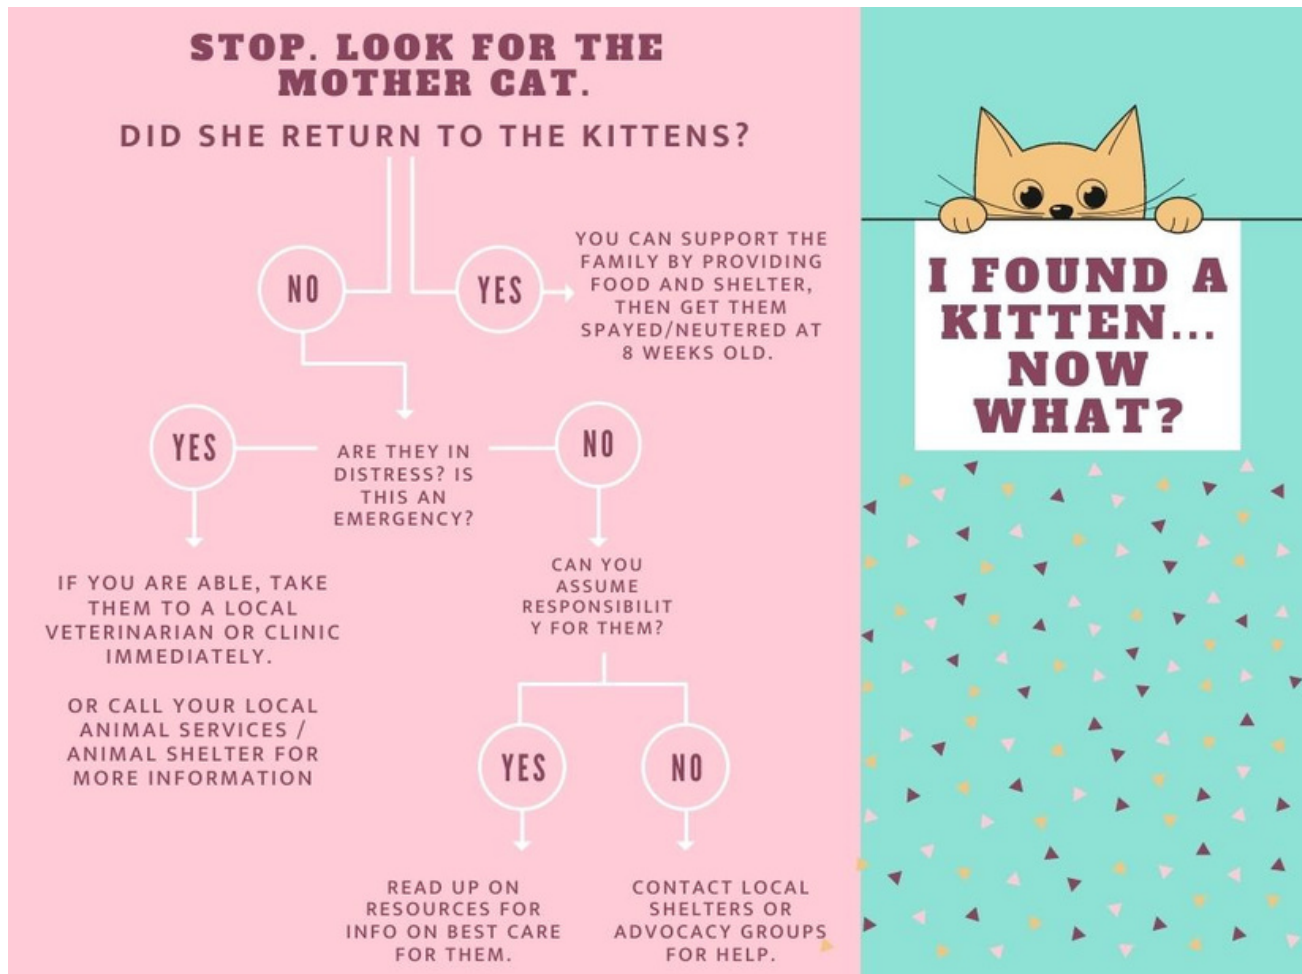 STOP. LOOK FOR THE
MOTHER CAT.
DID SHE RETURN TO THE KITTENS?
NO
YES
YOU CAN SUPPORT THE
FAMILY BY PROVIDING
FOOD AND SHELTER,
THEN GET THEM
SPAYED/NEUTERED AT
8 WEEKS OLD.
YES
ARE THEY IN
DISTRESS? IS
THIS AN
EMERGENCY?
NO
IF YOU ARE ABLE, TAKE
THEM TO A LOCAL
VETERINARIAN OR CLINIC
IMMEDIATELY.
OR CALL YOUR LOCAL
ANIMAL SERVICES /
ANIMAL SHELTER FOR
MORE INFORMATION
CAN YOU
ASSUME
RESPONSIBILIT
Y FOR THEM?
YES
NO
READ UP ON
RESOURCES FOR
INFO ON BEST CARE
FOR THEM.
CONTACT LOCAL
SHELTERS OR
ADVOCACY GROUPS
FOR HELP.
I FOUND A
KITTEN...
NOW
WHAT?